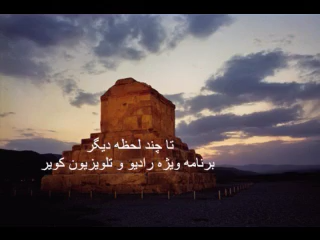 تا چند لحظه دیگر
برنامه ویژه رادیو و تلویزیون کویر